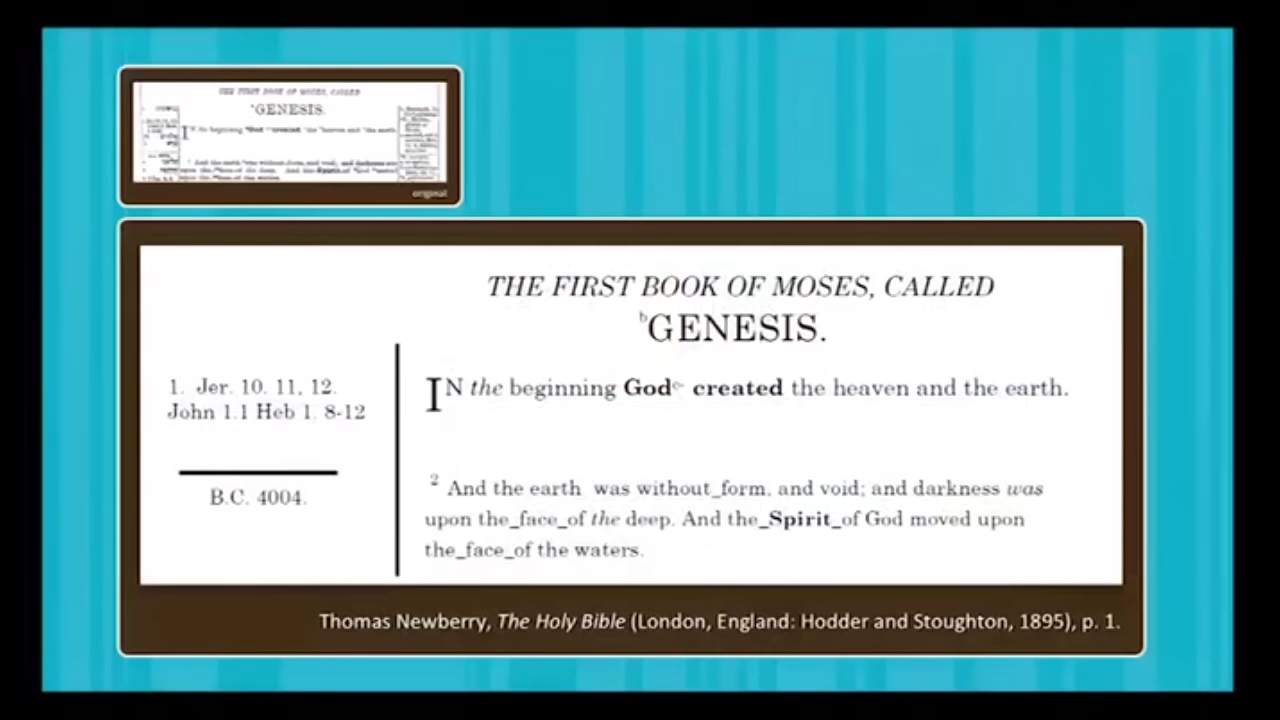 THE FIRST BOOK OF MOSES, CALLED
GENESIS.
original
THE FIRST BOOK OF MOSES, CALLED
ᵇGENESIS.
1. Jer. 10. 11, 12.
John 1.1 Heb 1. 8-12
B.C. 4004.
IN the beginning God created the heaven and the earth.
2 And the earth was without_form, and void; and darkness was
upon the_face_of the deep. And the_Spirit_of God moved upon
the_face_of the waters.
Thomas Newberry, The Holy Bible (London, England: Hodder and Stoughton, 1895), p. 1.